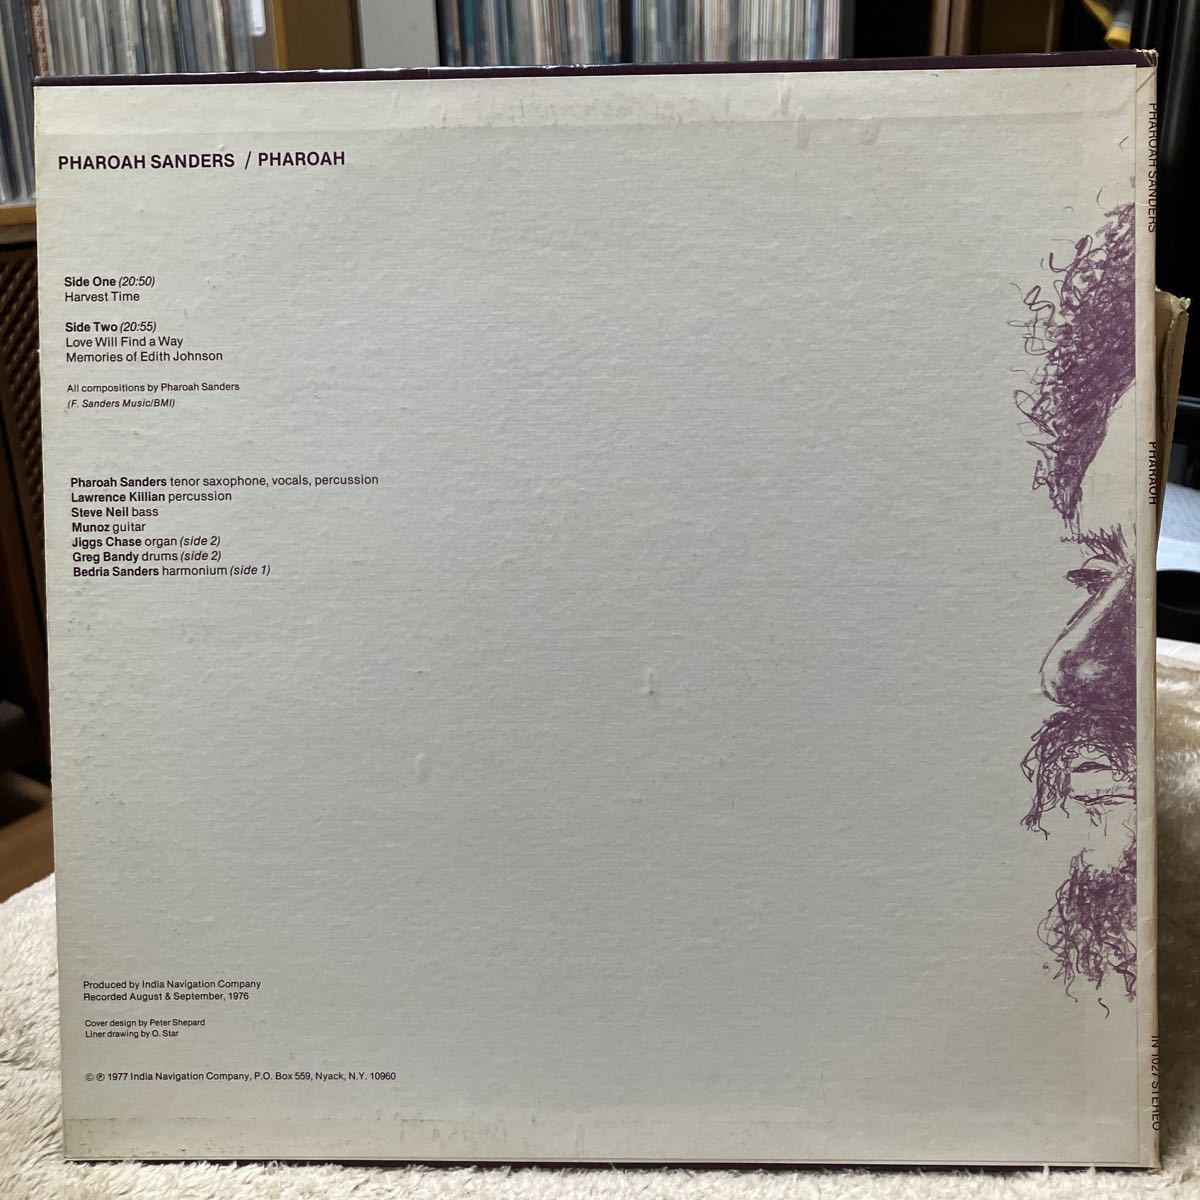 PHAROAH SANDERS / PHAROAH
Side One (20:50)
Harvest Time
Side Two (20:55)
Love Will Find a Way
Memories of Edith Johnson
All compositions by Pharoah Sanders
(F. Sanders Music/BMI)
Pharoah Sanders tenor saxophone, vocals, percussion
Lawrence Killian percussion
Steve Neil bass
Munoz guitar
Jiggs Chase organ (side 2)
Greg Bandy drums (side 2)
Bedria Sanders harmonium (side 1)
Produced by India Navigation Company
Recorded August & September, 1976
Cover design by Peter Shepard
Liner drawing by O. Star
© ℗ 1977 India Navigation Company, P.O. Box 559, Nyack, N.Y. 10960
PHAROAH SANDERS
PHAROAH
IN 1027 STEREO